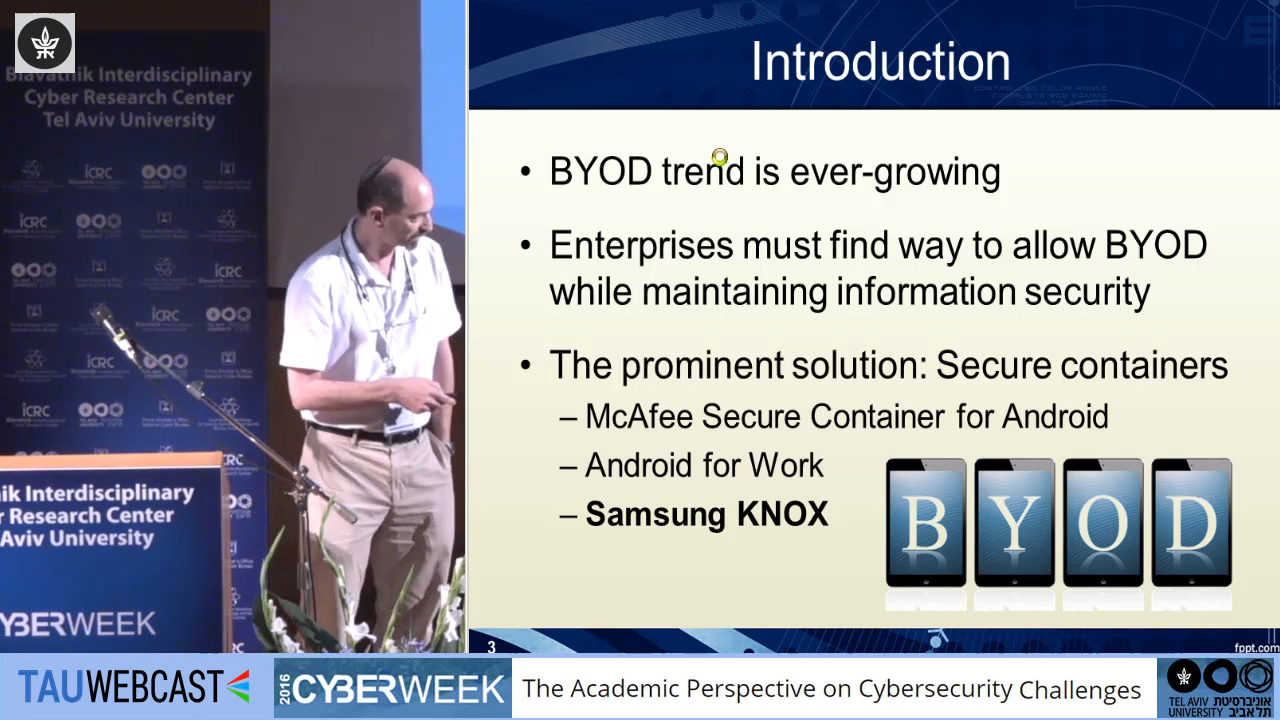 Blavatnik Interdisciplinary
Cyber Research Center
Tel Aviv University
ICRC
nik Interdisciplinary
r Research Center
Aviv University
YBERWEEK
Introduction
• BYOD trend is ever-growing
• Enterprises must find way to allow BYOD
while maintaining information security
• The prominent solution: Secure containers
– McAfee Secure Container for Android
– Android for Work
– Samsung KNOX
BYOD
3
fppt.com
TAUWEBCAST
2016 CYBERWEEK
The Academic Perspective on Cybersecurity Challenges
TEL AVIV אוניברסיטת
UNIVERSITY תל אביב